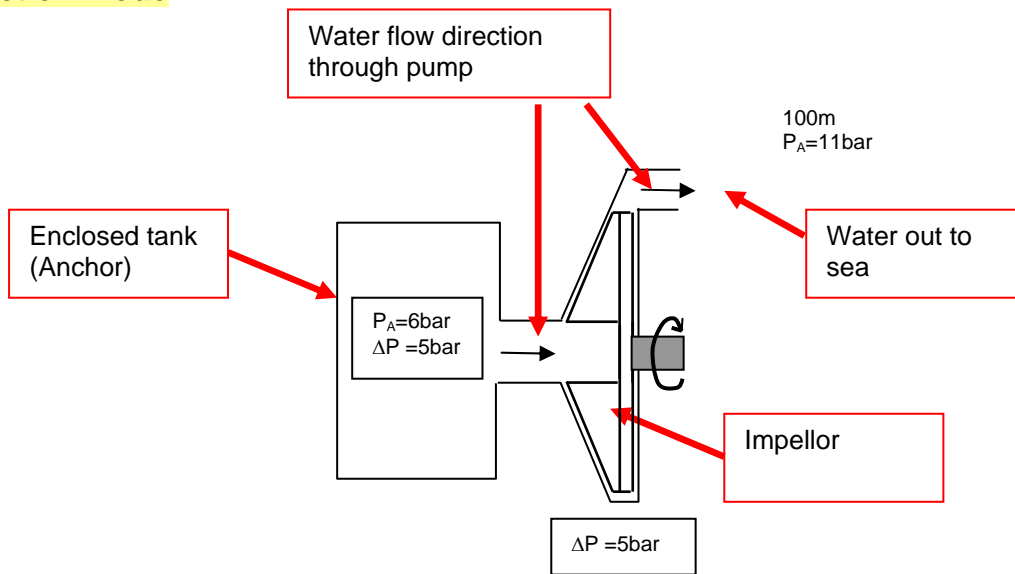 Water flow direction
through pump
100m
PA=11bar
Enclosed tank
(Anchor)
Water out to
sea
PA=6bar
ΔP =5bar
Impellor
ΔP =5bar